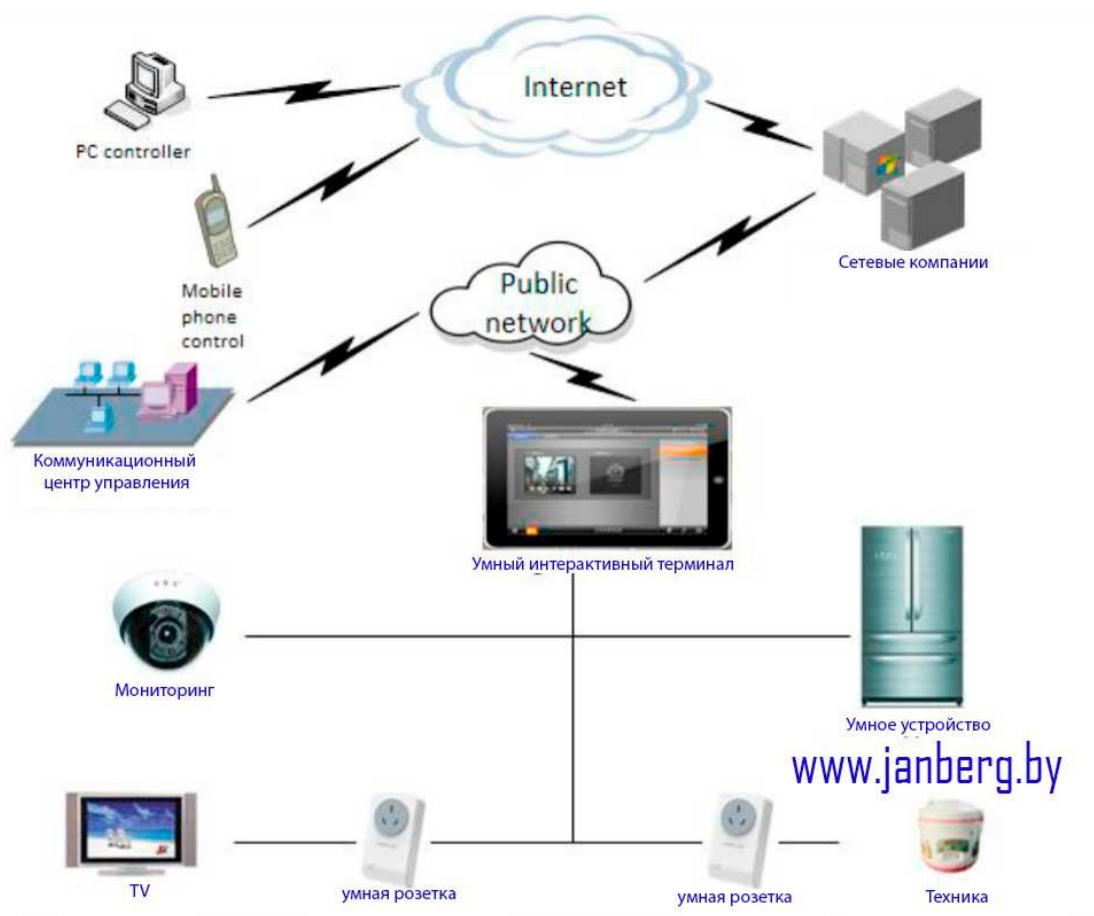 Internet
PC controller
Сетевые компании
Public
network
Mobile
phone
control
Коммуникационный
центр управления
Умный интерактивный терминал
Мониторинг
Умное устройство
www.janberg.by
TV
умная розетка
умная розетка
Техника